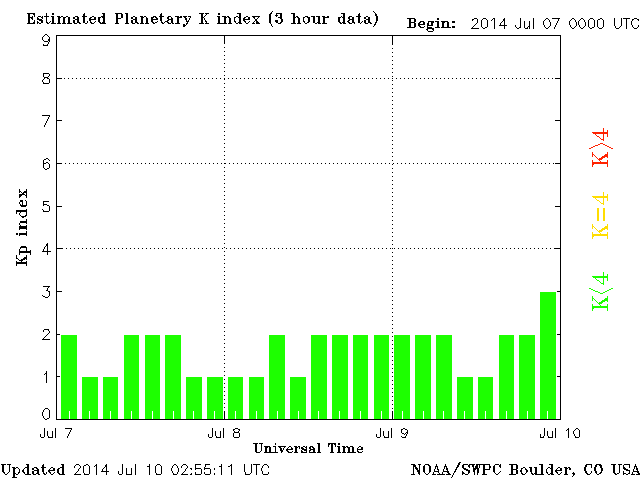 Estimated Planetary K index (3 hour data)
Begin: 2014 Jul 07 0000 UTC
9
8
7
6
5
4
3
2
1
0
Kp index
K>4
K=4
K<4
Jul 7
Jul 8
Jul 9
Jul 10
Universal Time
Updated 2014 Jul 10 02:55:11 UTC
NOAA/SWPC Boulder, CO USA